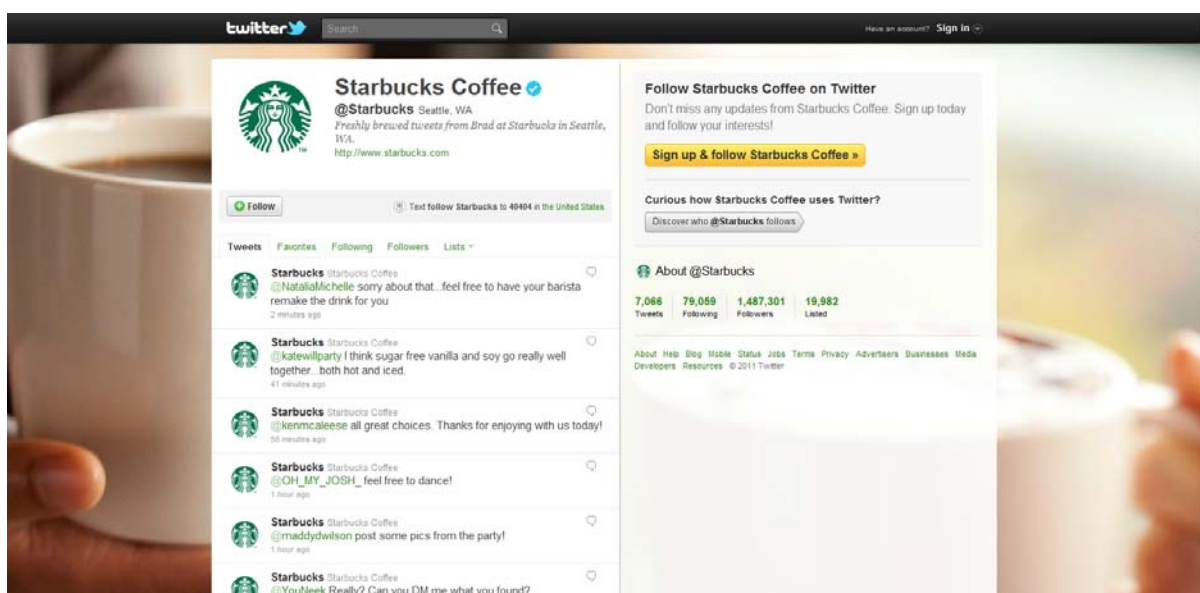 twitter
Search
Have an account? Sign in
Starbucks Coffee
@Starbucks Seattle, WA
Freshly brewed tweets from Brad at Starbucks in Seattle,
WA.
http://www.starbucks.com
Follow
Text follow Starbucks to 40404 in the United States
Tweets Favorites Following Followers Lists
Starbucks Starbucks Coffee
@NataliaMichelle sorry about that...feel free to have your barista
remake the drink for you
2 minutes ago
Starbucks Starbucks Coffee
@katewillparty I think sugar free vanilla and soy go really well
together...both hot and iced.
41 minutes ago
Starbucks Starbucks Coffee
@kenmcaleese all great choices. Thanks for enjoying with us today!
56 minutes ago
Starbucks Starbucks Coffee
@OH_MY_JOSH_ feel free to dance!
1 hour ago
Starbucks Starbucks Coffee
@maddydwilson post some pics from the party!
1 hour ago
Starbucks Starbucks Coffee
@YouNeek Really? Can you DM me what you found?
Follow Starbucks Coffee on Twitter
Don't miss any updates from Starbucks Coffee. Sign up today
and follow your interests!
Sign up & follow Starbucks Coffee »
Curious how Starbucks Coffee uses Twitter?
Discover who @Starbucks follows
About @Starbucks
7,066 79,059 1,487,301 19,982
Tweets Following Followers Listed
About Help Blog Mobile Status Jobs Terms Privacy Advertisers Businesses Media
Developers Resources © 2011 Twitter